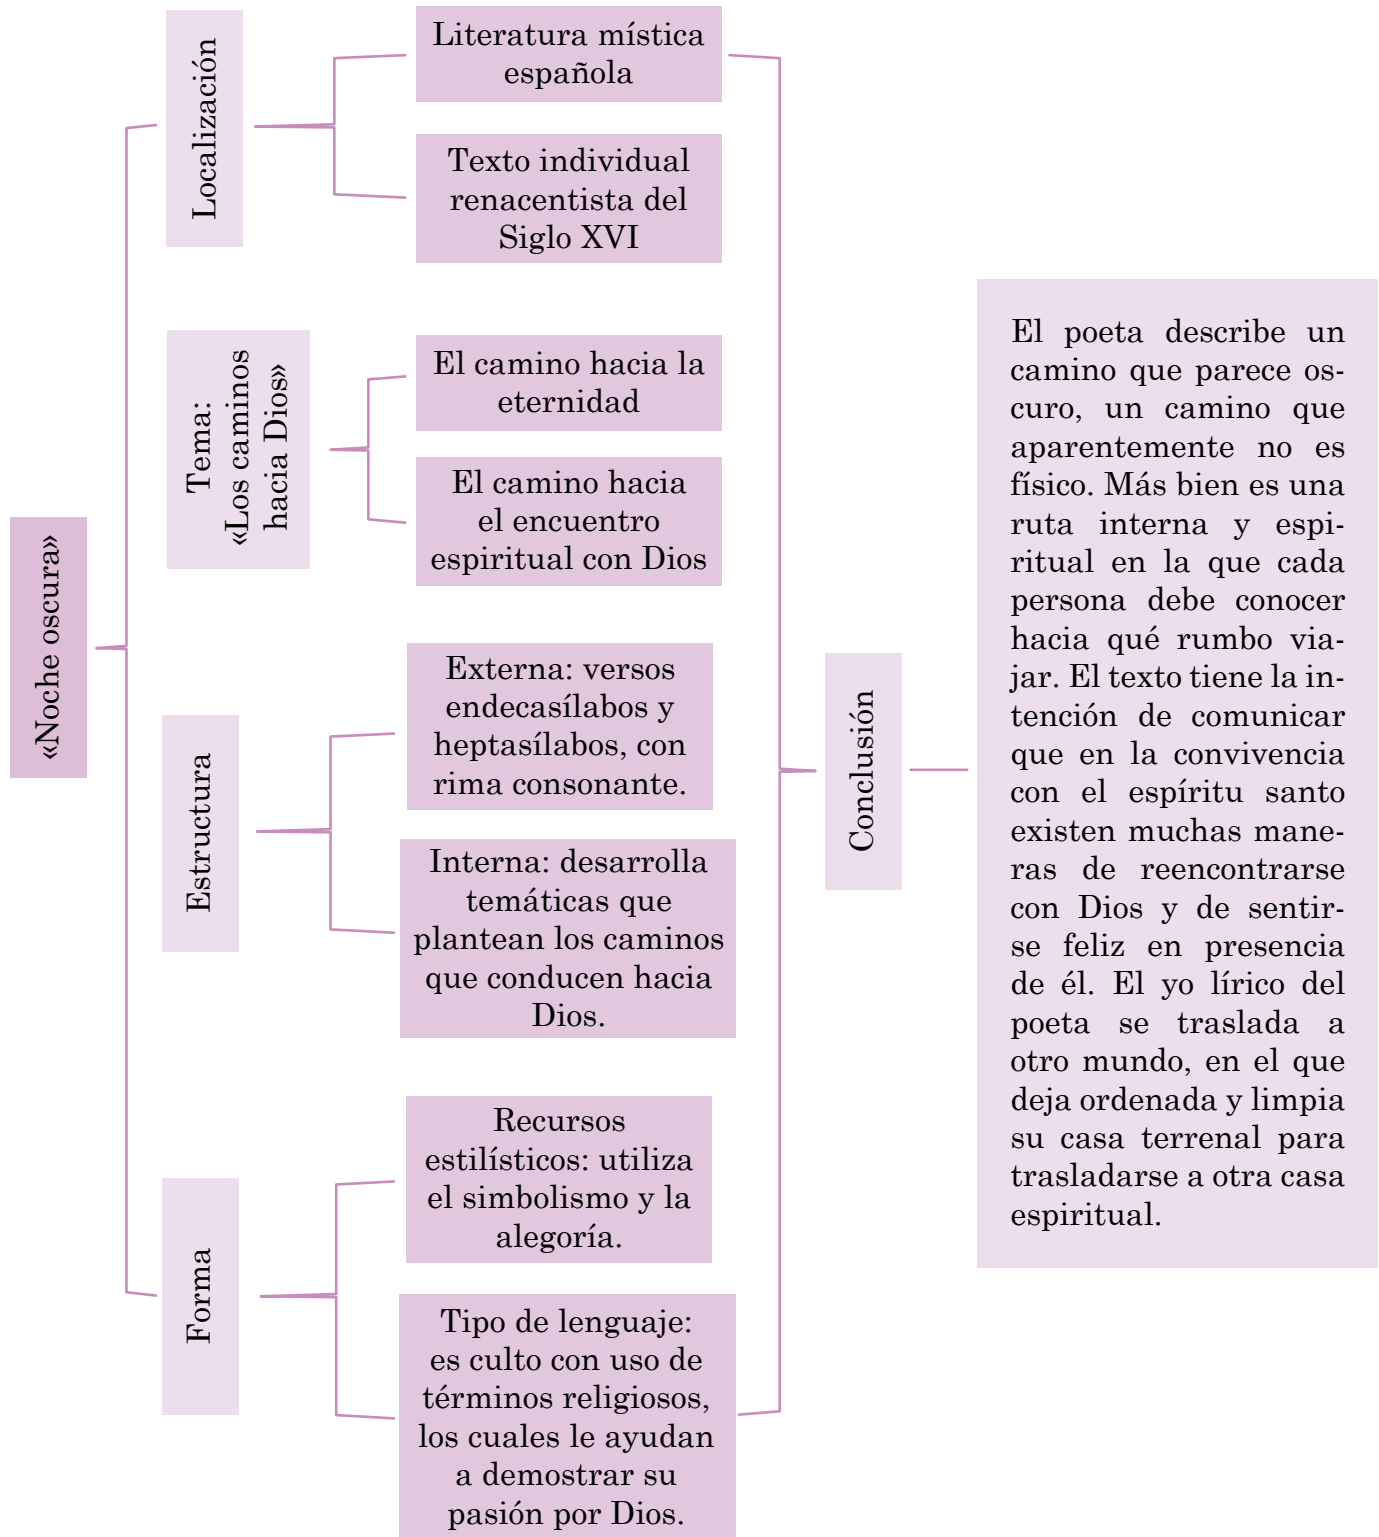 «Noche oscura»
Localización
Literatura mística
española
Texto individual
renacentista del
Siglo XVI
Tema:
«Los caminos
hacia Dios»
El camino hacia la
eternidad
El camino hacia
el encuentro
espiritual con Dios
Estructura
Externa: versos
endecasílabos y
heptasílabos, con
rima consonante.
Interna: desarrolla
temáticas que
plantean los caminos
que conducen hacia
Dios.
Forma
Recursos
estilísticos: utiliza
el simbolismo y la
alegoría.
Tipo de lenguaje:
es culto con uso de
términos religiosos,
los cuales le ayudan
a demostrar su
pasión por Dios.
Conclusión
El poeta describe un
camino que parece os-
curo, un camino que
aparentemente no es
físico. Más bien es una
ruta interna y espi-
ritual en la que cada
persona debe conocer
hacia qué rumbo via-
jar. El texto tiene la in-
tención de comunicar
que en la convivencia
con el espíritu santo
existen muchas mane-
ras de reencontrarse
con Dios y de sentir-
se feliz en presencia
de él. El yo lírico del
poeta se traslada a
otro mundo, en el que
deja ordenada y limpia
su casa terrenal para
trasladarse a otra casa
espiritual.